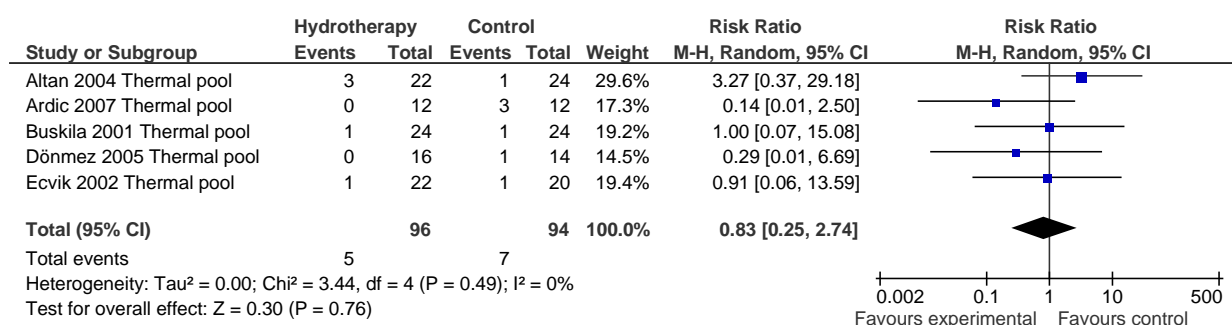 Hydrotherapy Control Risk Ratio Risk Ratio
Study or Subgroup Events Total Events Total Weight M-H, Random, 95% CI M-H, Random, 95% CI
Altan 2004 Thermal pool 3 22 1 24 29.6% 3.27 [0.37, 29.18]
Ardic 2007 Thermal pool 0 12 3 12 17.3% 0.14 [0.01, 2.50]
Buskila 2001 Thermal pool 1 24 1 24 19.2% 1.00 [0.07, 15.08]
Dönmez 2005 Thermal pool 0 16 1 14 14.5% 0.29 [0.01, 6.69]
Ecvik 2002 Thermal pool 1 22 1 20 19.4% 0.91 [0.06, 13.59]
Total (95% CI) 96 94 100.0% 0.83 [0.25, 2.74]
Total events 5 7
Heterogeneity: Tau² = 0.00; Chi² = 3.44, df = 4 (P = 0.49); I² = 0%
Test for overall effect: Z = 0.30 (P = 0.76)
0.002 0.1 1 10 500
Favours experimental Favours control